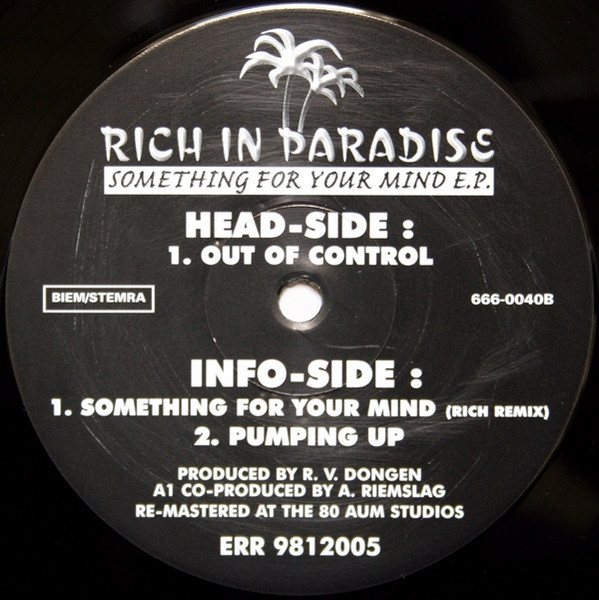 RICH IN PARADISE
SOMETHING FOR YOUR MIND E.P.
HEAD-SIDE :
1. OUT OF CONTROL
BIEM/STEMRA
666-0040B
INFO-SIDE :
1. SOMETHING FOR YOUR MIND (RICH REMIX)
2. PUMPING UP
PRODUCED BY R. V. DONGEN
A1 CO-PRODUCED BY A. RIEMSLAG
RE-MASTERED AT THE 80 AUM STUDIOS
ERR 9812005